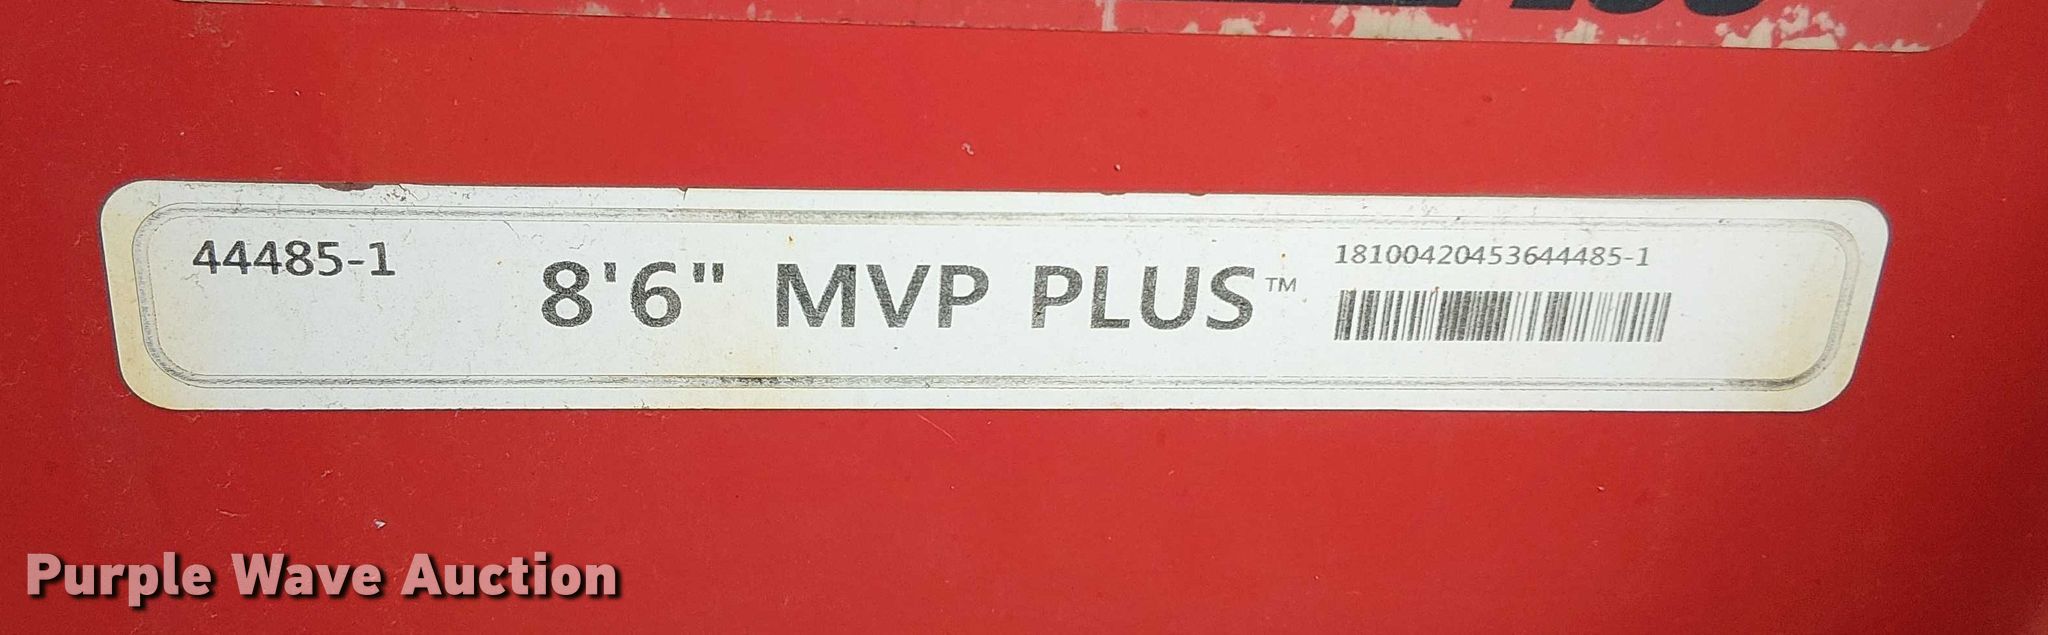 44485-1
8'6" MVP PLUS™
18100420453644485-1
Purple Wave Auction